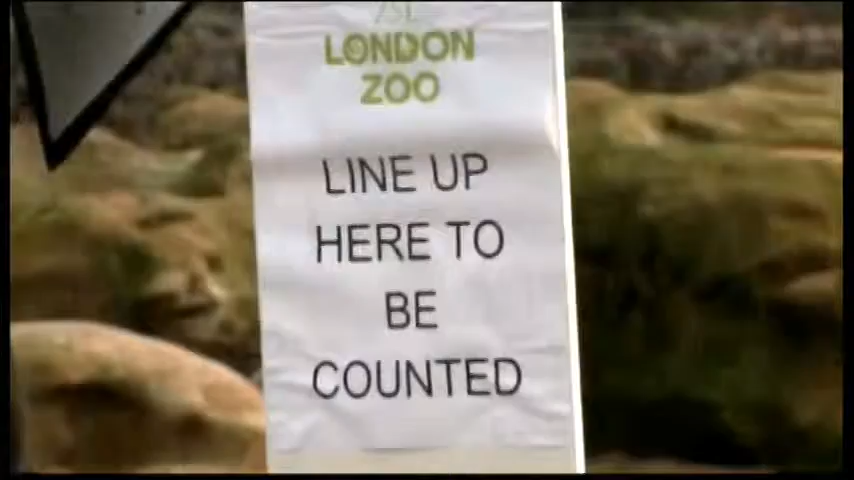 LONDON
ZOO
LINE UP
HERE TO
BE
COUNTED